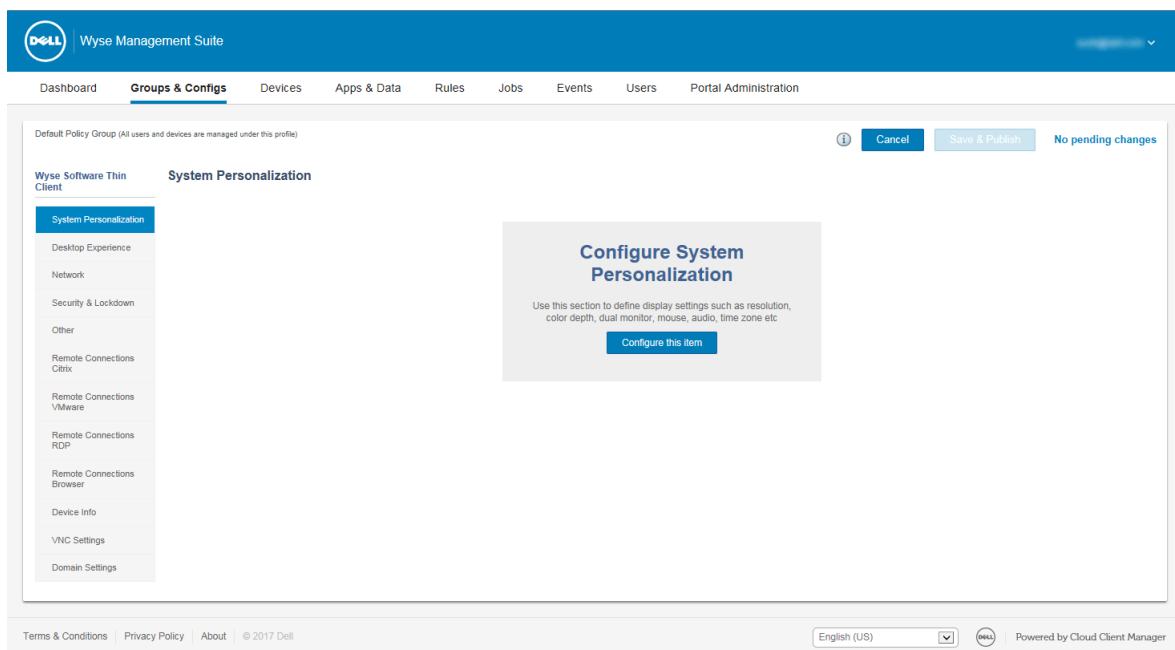 DELL
Wyse Management Suite
Dashboard
Groups & Configs
Devices
Apps & Data
Rules
Jobs
Events
Users
Portal Administration
Default Policy Group (All users and devices are managed under this profile)
i
Cancel
Save & Publish
No pending changes
Wyse Software Thin
Client
System Personalization
Desktop Experience
Network
Security & Lockdown
Other
Remote Connections
Citrix
Remote Connections
VMware
Remote Connections
RDP
Remote Connections
Browser
Device Info
VNC Settings
Domain Settings
System Personalization
Configure System
Personalization
Use this section to define display settings such as resolution,
color depth, dual monitor, mouse, audio, time zone etc
Configure this item
Terms & Conditions
Privacy Policy
About
© 2017 Dell
English (US)
DELL
Powered by Cloud Client Manager